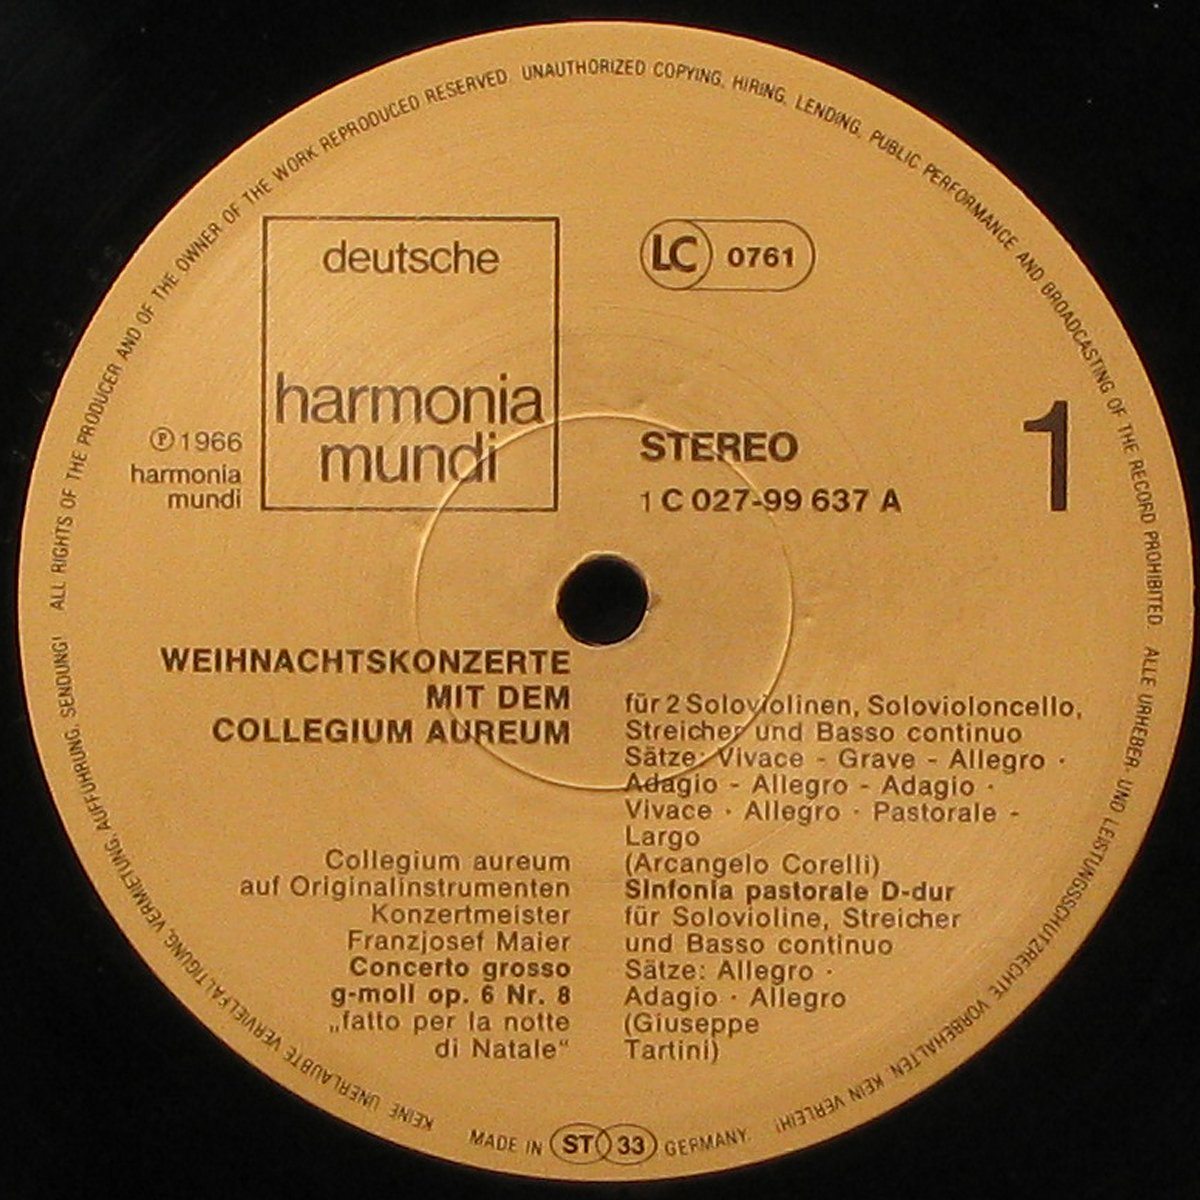 ALL RIGHTS OF THE PRODUCER AND OF THE OWNER OF THE WORK REPRODUCED RESERVED. UNAUTHORIZED COPYING, HIRING, LENDING, PUBLIC PERFORMANCE AND BROADCASTING OF THE RECORD PROHIBITED.
ALLE URHEBER- UND LEISTUNGSSCHUTZRECHTE VORBEHALTEN. KEIN VERLEIH!
KEINE UNERLAUBTE VERVIELFÄLTIGUNG, VERMIETUNG, AUFFÜHRUNG, SENDUNG!
deutsche
harmonia
mundi
LC 0761
℗ 1966
harmonia
mundi
STEREO
1 C 027-99 637 A
1
WEIHNACHTSKONZERTE
MIT DEM
COLLEGIUM AUREUM
Collegium aureum
auf Originalinstrumenten
Konzertmeister
Franzjosef Maier
Concerto grosso
g-moll op. 6 Nr. 8
„fatto per la notte
di Natale“
für 2 Soloviolinen, Solovioloncello,
Streicher und Basso continuo
Sätze: Vivace - Grave - Allegro ·
Adagio - Allegro - Adagio ·
Vivace · Allegro · Pastorale -
Largo
(Arcangelo Corelli)
Sinfonia pastorale D-dur
für Solovioline, Streicher
und Basso continuo
Sätze: Allegro ·
Adagio · Allegro
(Giuseppe
Tartini)
MADE IN ST 33 GERMANY